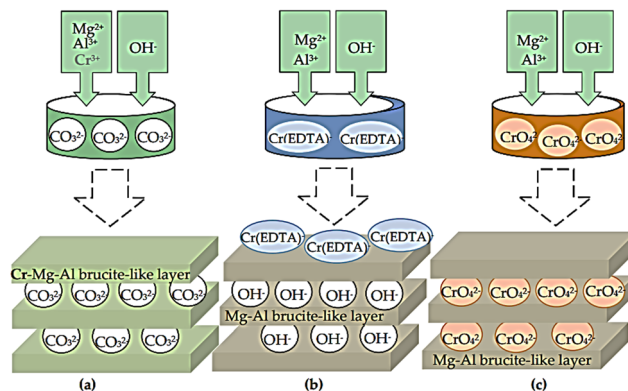 Mg²⁺
Al³⁺
Cr³⁺
OH⁻
CO₃²⁻ CO₃²⁻ CO₃²⁻
Cr-Mg-Al brucite-like layer
CO₃²⁻ CO₃²⁻ CO₃²⁻ CO₃²⁻
CO₃²⁻ CO₃²⁻ CO₃²⁻
(a)
Mg²⁺
Al³⁺
OH⁻
Cr(EDTA)⁻ Cr(EDTA)⁻
Cr(EDTA)⁻ Cr(EDTA)⁻ Cr(EDTA)⁻
OH⁻ OH⁻ OH⁻ OH⁻
Mg-Al brucite-like layer
OH⁻ OH⁻ OH⁻
(b)
Mg²⁺
Al³⁺
OH⁻
CrO₄²⁻ CrO₄²⁻ CrO₄²⁻
CrO₄²⁻ CrO₄²⁻ CrO₄²⁻ CrO₄²⁻
CrO₄²⁻ CrO₄²⁻ CrO₄²⁻
Mg-Al brucite-like layer
(c)